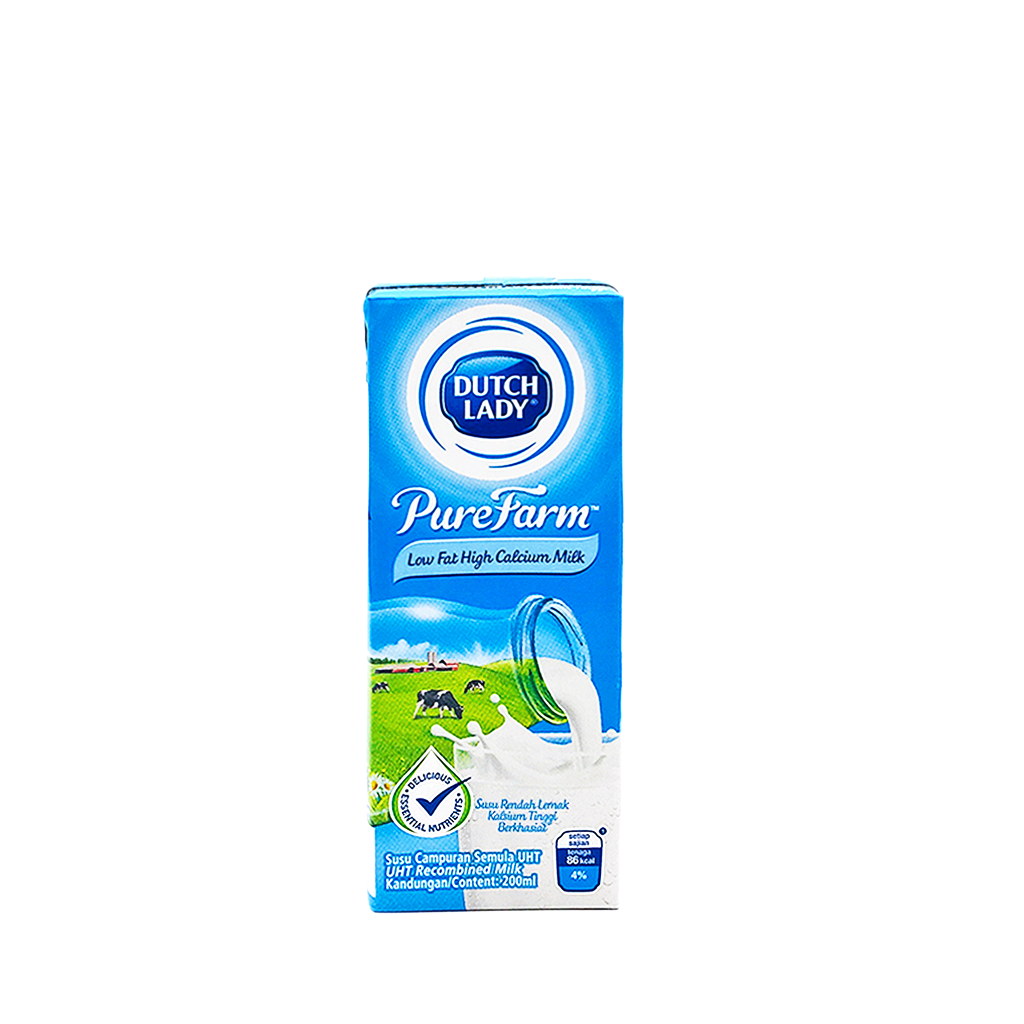 DUTCH
LADY®
PureFarm™
Low Fat High Calcium Milk
DELICIOUS
ESSENTIAL NUTRIENTS
Susu Rendah Lemak
Kalsium Tinggi
Berkhasiat
setiap
sajian
tenaga
86 kcal
4%
Susu Campuran Semula UHT
UHT Recombined Milk
Kandungan/Content: 200ml